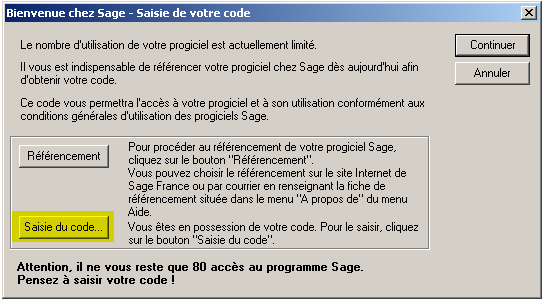 Bienvenue chez Sage - Saisie de votre code
Le nombre d'utilisation de votre progiciel est actuellement limité.
Continuer
Il vous est indispensable de référencer votre progiciel chez Sage dès aujourd'hui afin
d'obtenir votre code.
Annuler
Ce code vous permettra l'accès à votre progiciel et à son utilisation conformément aux
conditions générales d'utilisation des progiciels Sage.
Référencement
Pour procéder au référencement de votre progiciel Sage,
cliquez sur le bouton "Référencement".
Vous pouvez choisir le référencement sur le site Internet de
Sage France ou par courrier en renseignant la fiche de
référencement située dans le menu "A propos de" du menu
Aide.
Saisie du code...
Vous êtes en possession de votre code. Pour le saisir, cliquez
sur le bouton "Saisie du code".
Attention, il ne vous reste que 80 accès au programme Sage.
Pensez à saisir votre code !